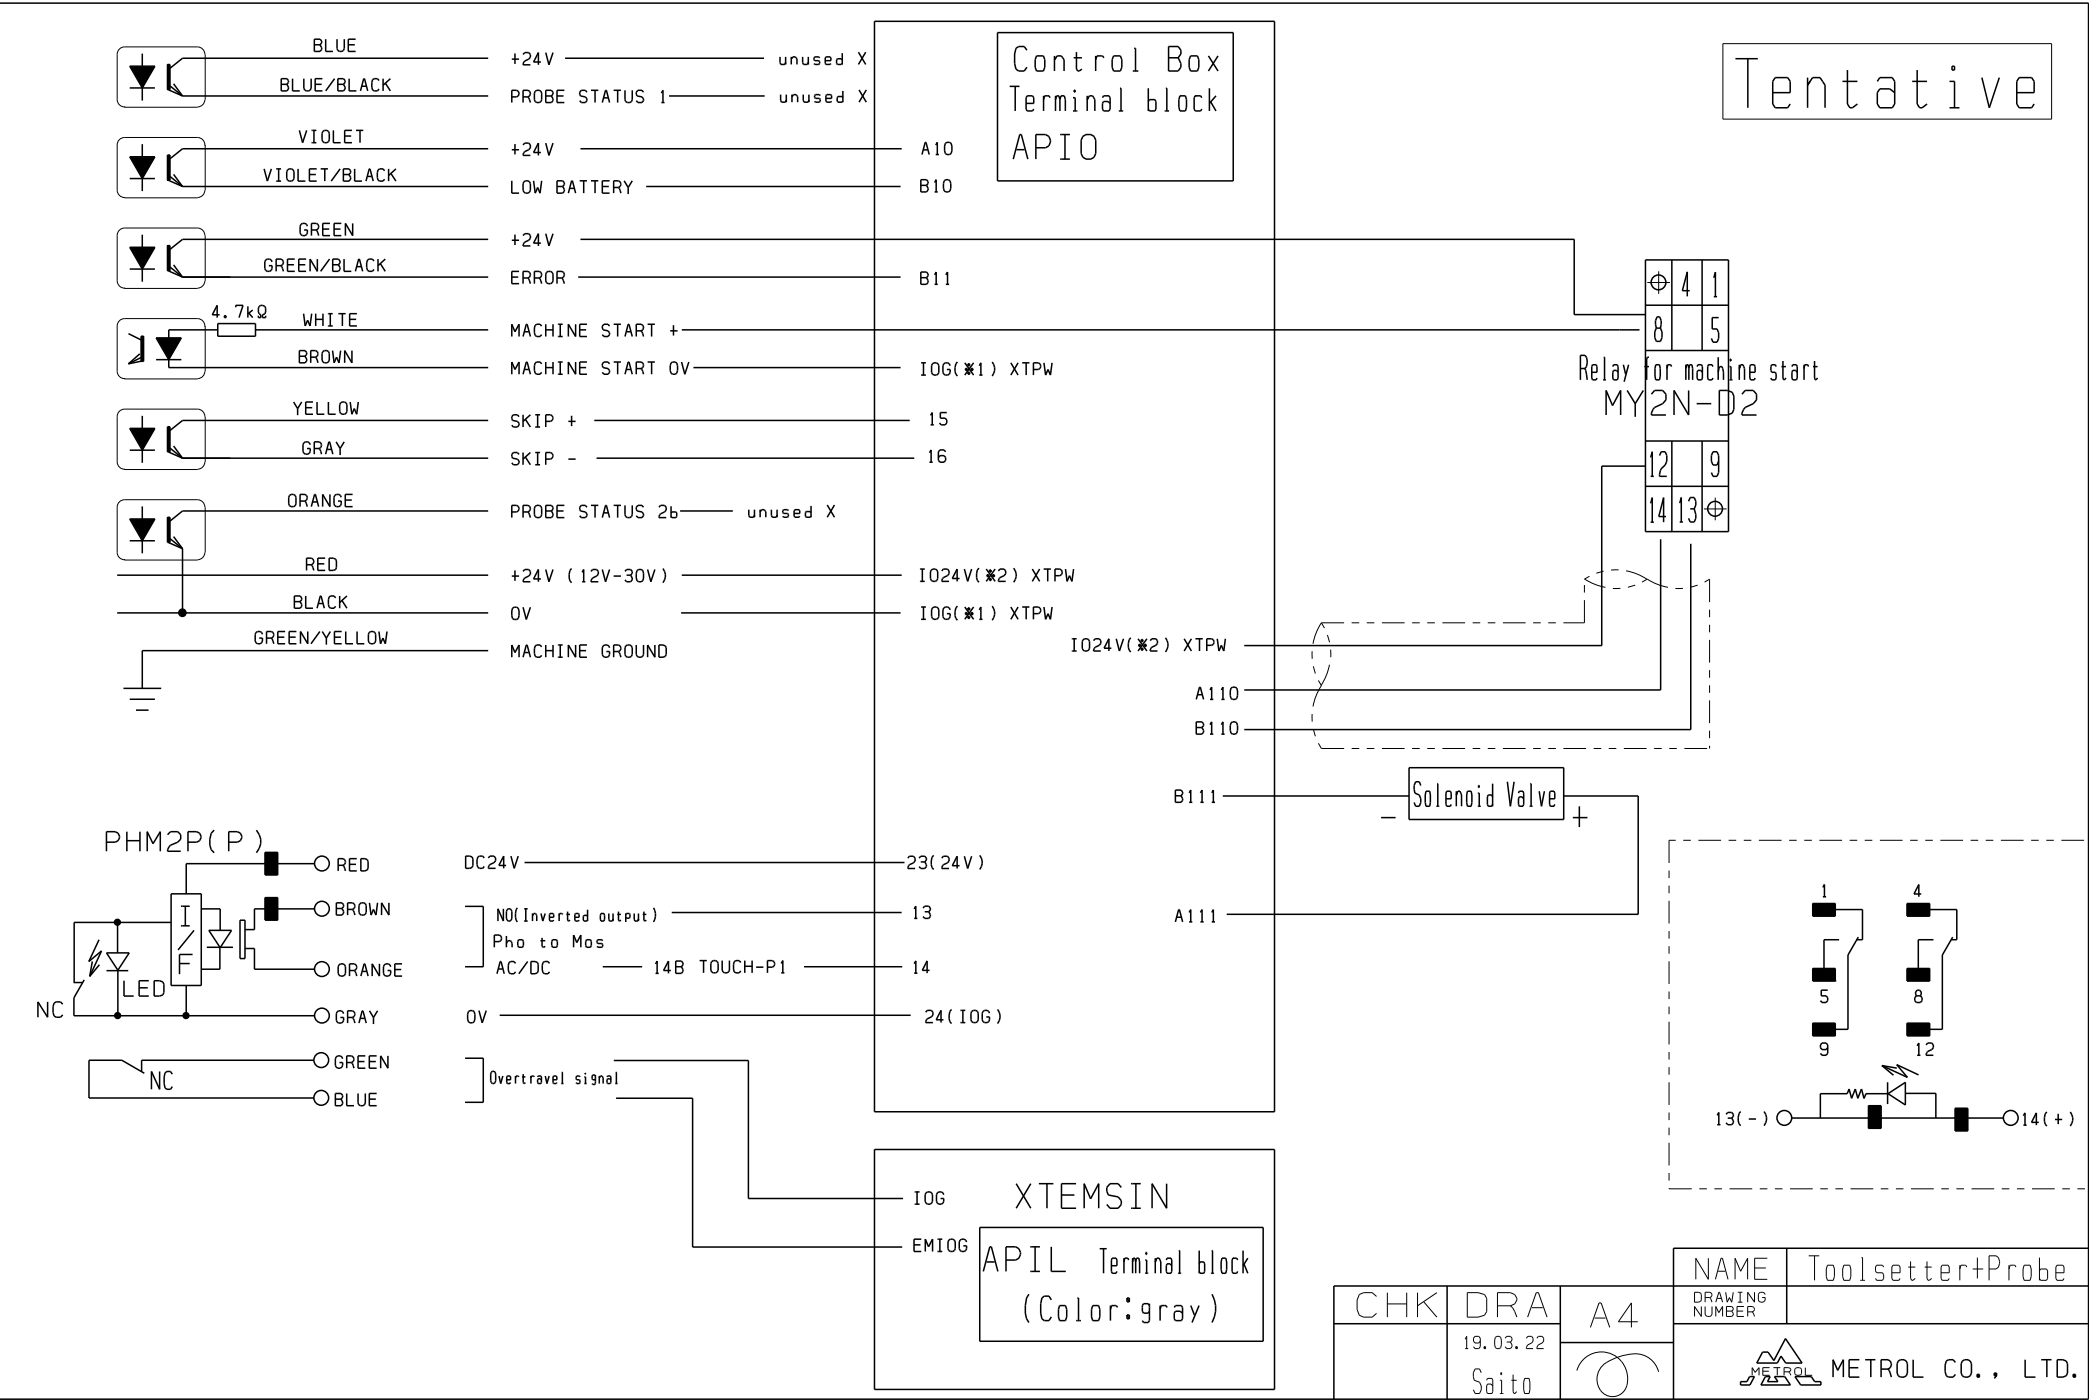 BLUE +24V unused X
BLUE/BLACK PROBE STATUS 1 unused X
Control Box
Terminal block
APIO
Tentative
VIOLET +24V A10
VIOLET/BLACK LOW BATTERY B10
GREEN +24V
GREEN/BLACK ERROR B11
4.7kΩ
WHITE MACHINE START +
BROWN MACHINE START 0V IOG(※1) XTPW
YELLOW SKIP + 15
GRAY SKIP - 16
ORANGE PROBE STATUS 2b unused X
RED +24V (12V-30V) IO24V(※2) XTPW
BLACK 0V IOG(※1) XTPW
GREEN/YELLOW MACHINE GROUND
4 1
8 5
Relay for machine start
MY2N-D2
12 9
14 13
IO24V(※2) XTPW
A110
B110
B111 Solenoid Valve
- +
A111
PHM2P(P)
RED DC24V 23(24V)
I/F
BROWN NO(Inverted output) 13
Pho to Mos
ORANGE AC/DC 14B TOUCH-P1 14
LED
NC
GRAY 0V 24(IOG)
GREEN
NC Overtravel signal
BLUE
1 4
5 8
9 12
13(-) 14(+)
IOG XTEMSIN
EMIOG
APIL Terminal block
(Color:gray)
NAME Toolsetter+Probe
DRAWING
NUMBER
CHK DRA A4
19.03.22
Saito
METROL METROL CO., LTD.